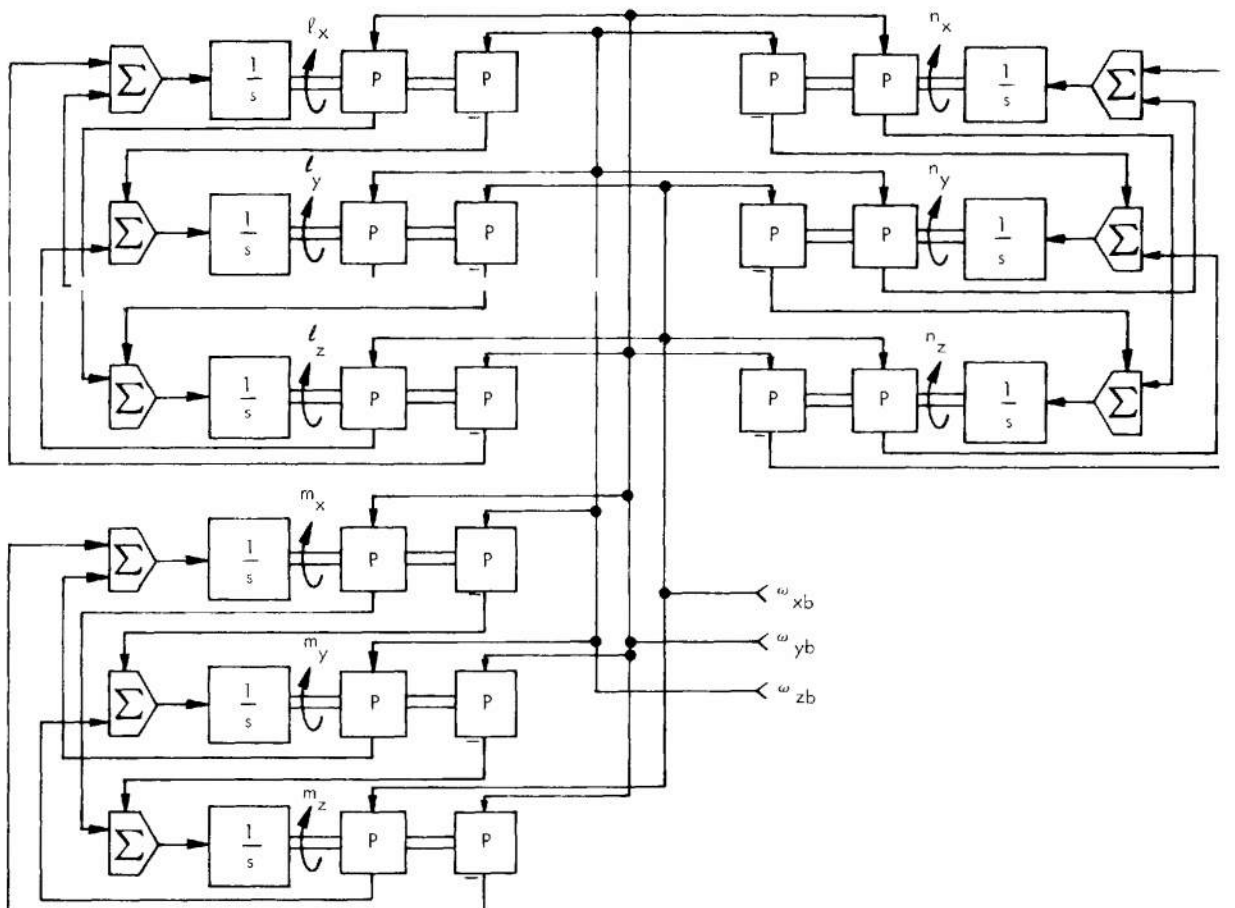 ℓx nx
Σ 1/s P P P P 1/s Σ
ℓy ny
Σ 1/s P P P P 1/s Σ
ℓz nz
Σ 1/s P P P P 1/s Σ
mx
Σ 1/s P P
ωxb
my
ωyb
Σ 1/s P P
ωzb
mz
Σ 1/s P P